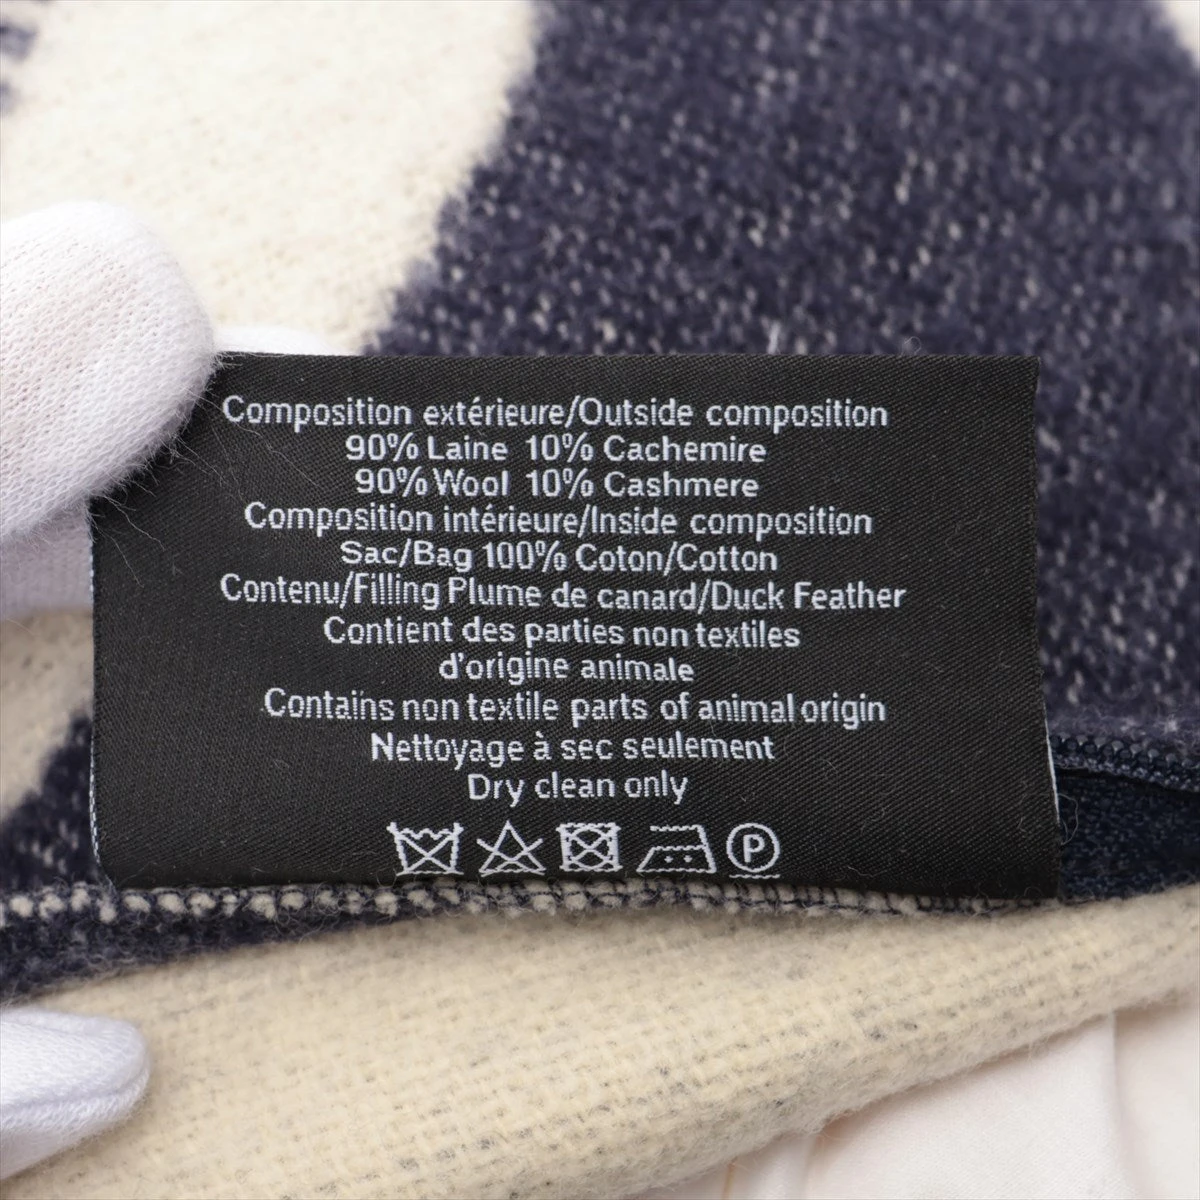 Composition extérieure/Outside composition
90% Laine 10% Cachemire
90% Wool 10% Cashmere
Composition intérieure/Inside composition
Sac/Bag 100% Coton/Cotton
Contenu/Filling Plume de canard/Duck Feather
Contient des parties non textiles
d'origine animale
Contains non textile parts of animal origin
Nettoyage à sec seulement
Dry clean only
P